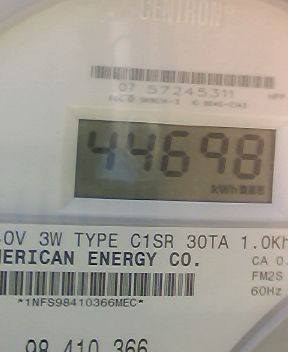 CENTRON
07 57245311
44698
kWh
0V 3W TYPE C1SR 30TA 1.0Kh
MERICAN ENERGY CO.
CA 0.
FM2S
60Hz
*1NFS98410366MEC*
98 410 366